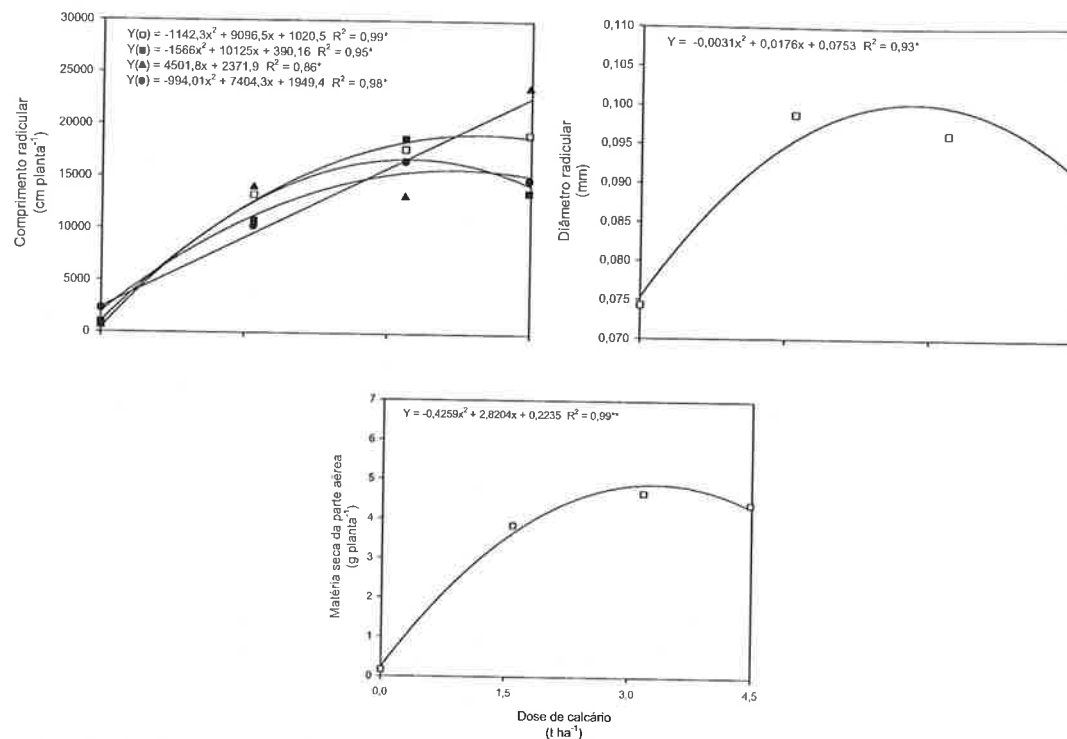 30000
25000
20000
15000
10000
5000
0
Comprimento radicular
(cm planta⁻¹)
Y(□) = -1142,3x² + 9096,5x + 1020,5 R² = 0,99*
Y(■) = -1566x² + 10125x + 390,16 R² = 0,95*
Y(▲) = 4501,8x + 2371,9 R² = 0,86*
Y(●) = -994,01x² + 7404,3x + 1949,4 R² = 0,98*
0,110
0,105
0,100
0,095
0,090
0,085
0,080
0,075
0,070
Diâmetro radicular
(mm)
Y = -0,0031x² + 0,0176x + 0,0753 R² = 0,93*
7
6
5
4
3
2
1
0
Matéria seca da parte aérea
(g planta⁻¹)
Y = -0,4259x² + 2,8204x + 0,2235 R² = 0,99**
0,0 1,5 3,0 4,5
Dose de calcário
(t ha⁻¹)